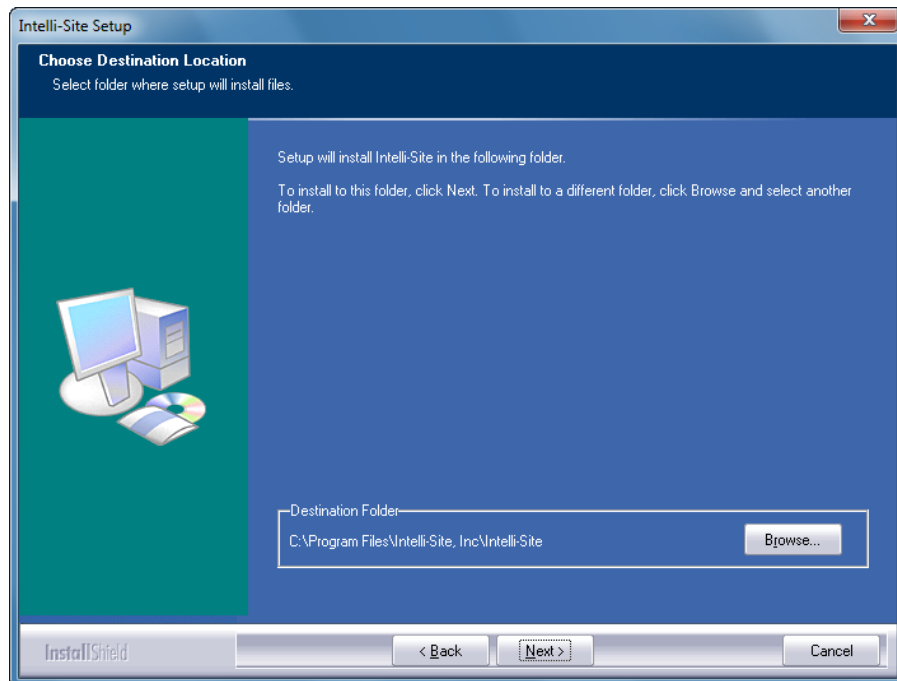 Intelli-Site Setup
Choose Destination Location
Select folder where setup will install files.
Setup will install Intelli-Site in the following folder.
To install to this folder, click Next. To install to a different folder, click Browse and select another
folder.
Destination Folder
C:\Program Files\Intelli-Site, Inc\Intelli-Site
Browse...
InstallShield
< Back
Next >
Cancel